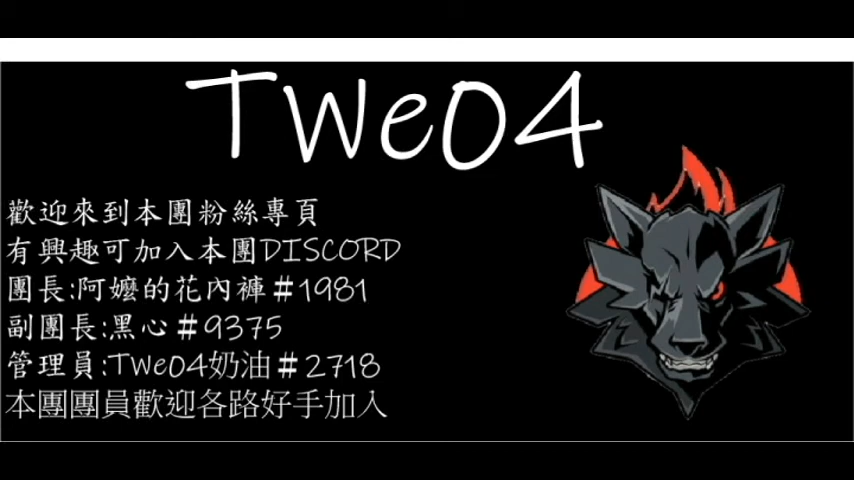 TWe04
歡迎來到本團粉絲專頁
有興趣可加入本團DISCORD
團長:阿嬤的花內褲#1981
副團長:黑心#9375
管理員:TWe04奶油#2718
本團團員歡迎各路好手加入